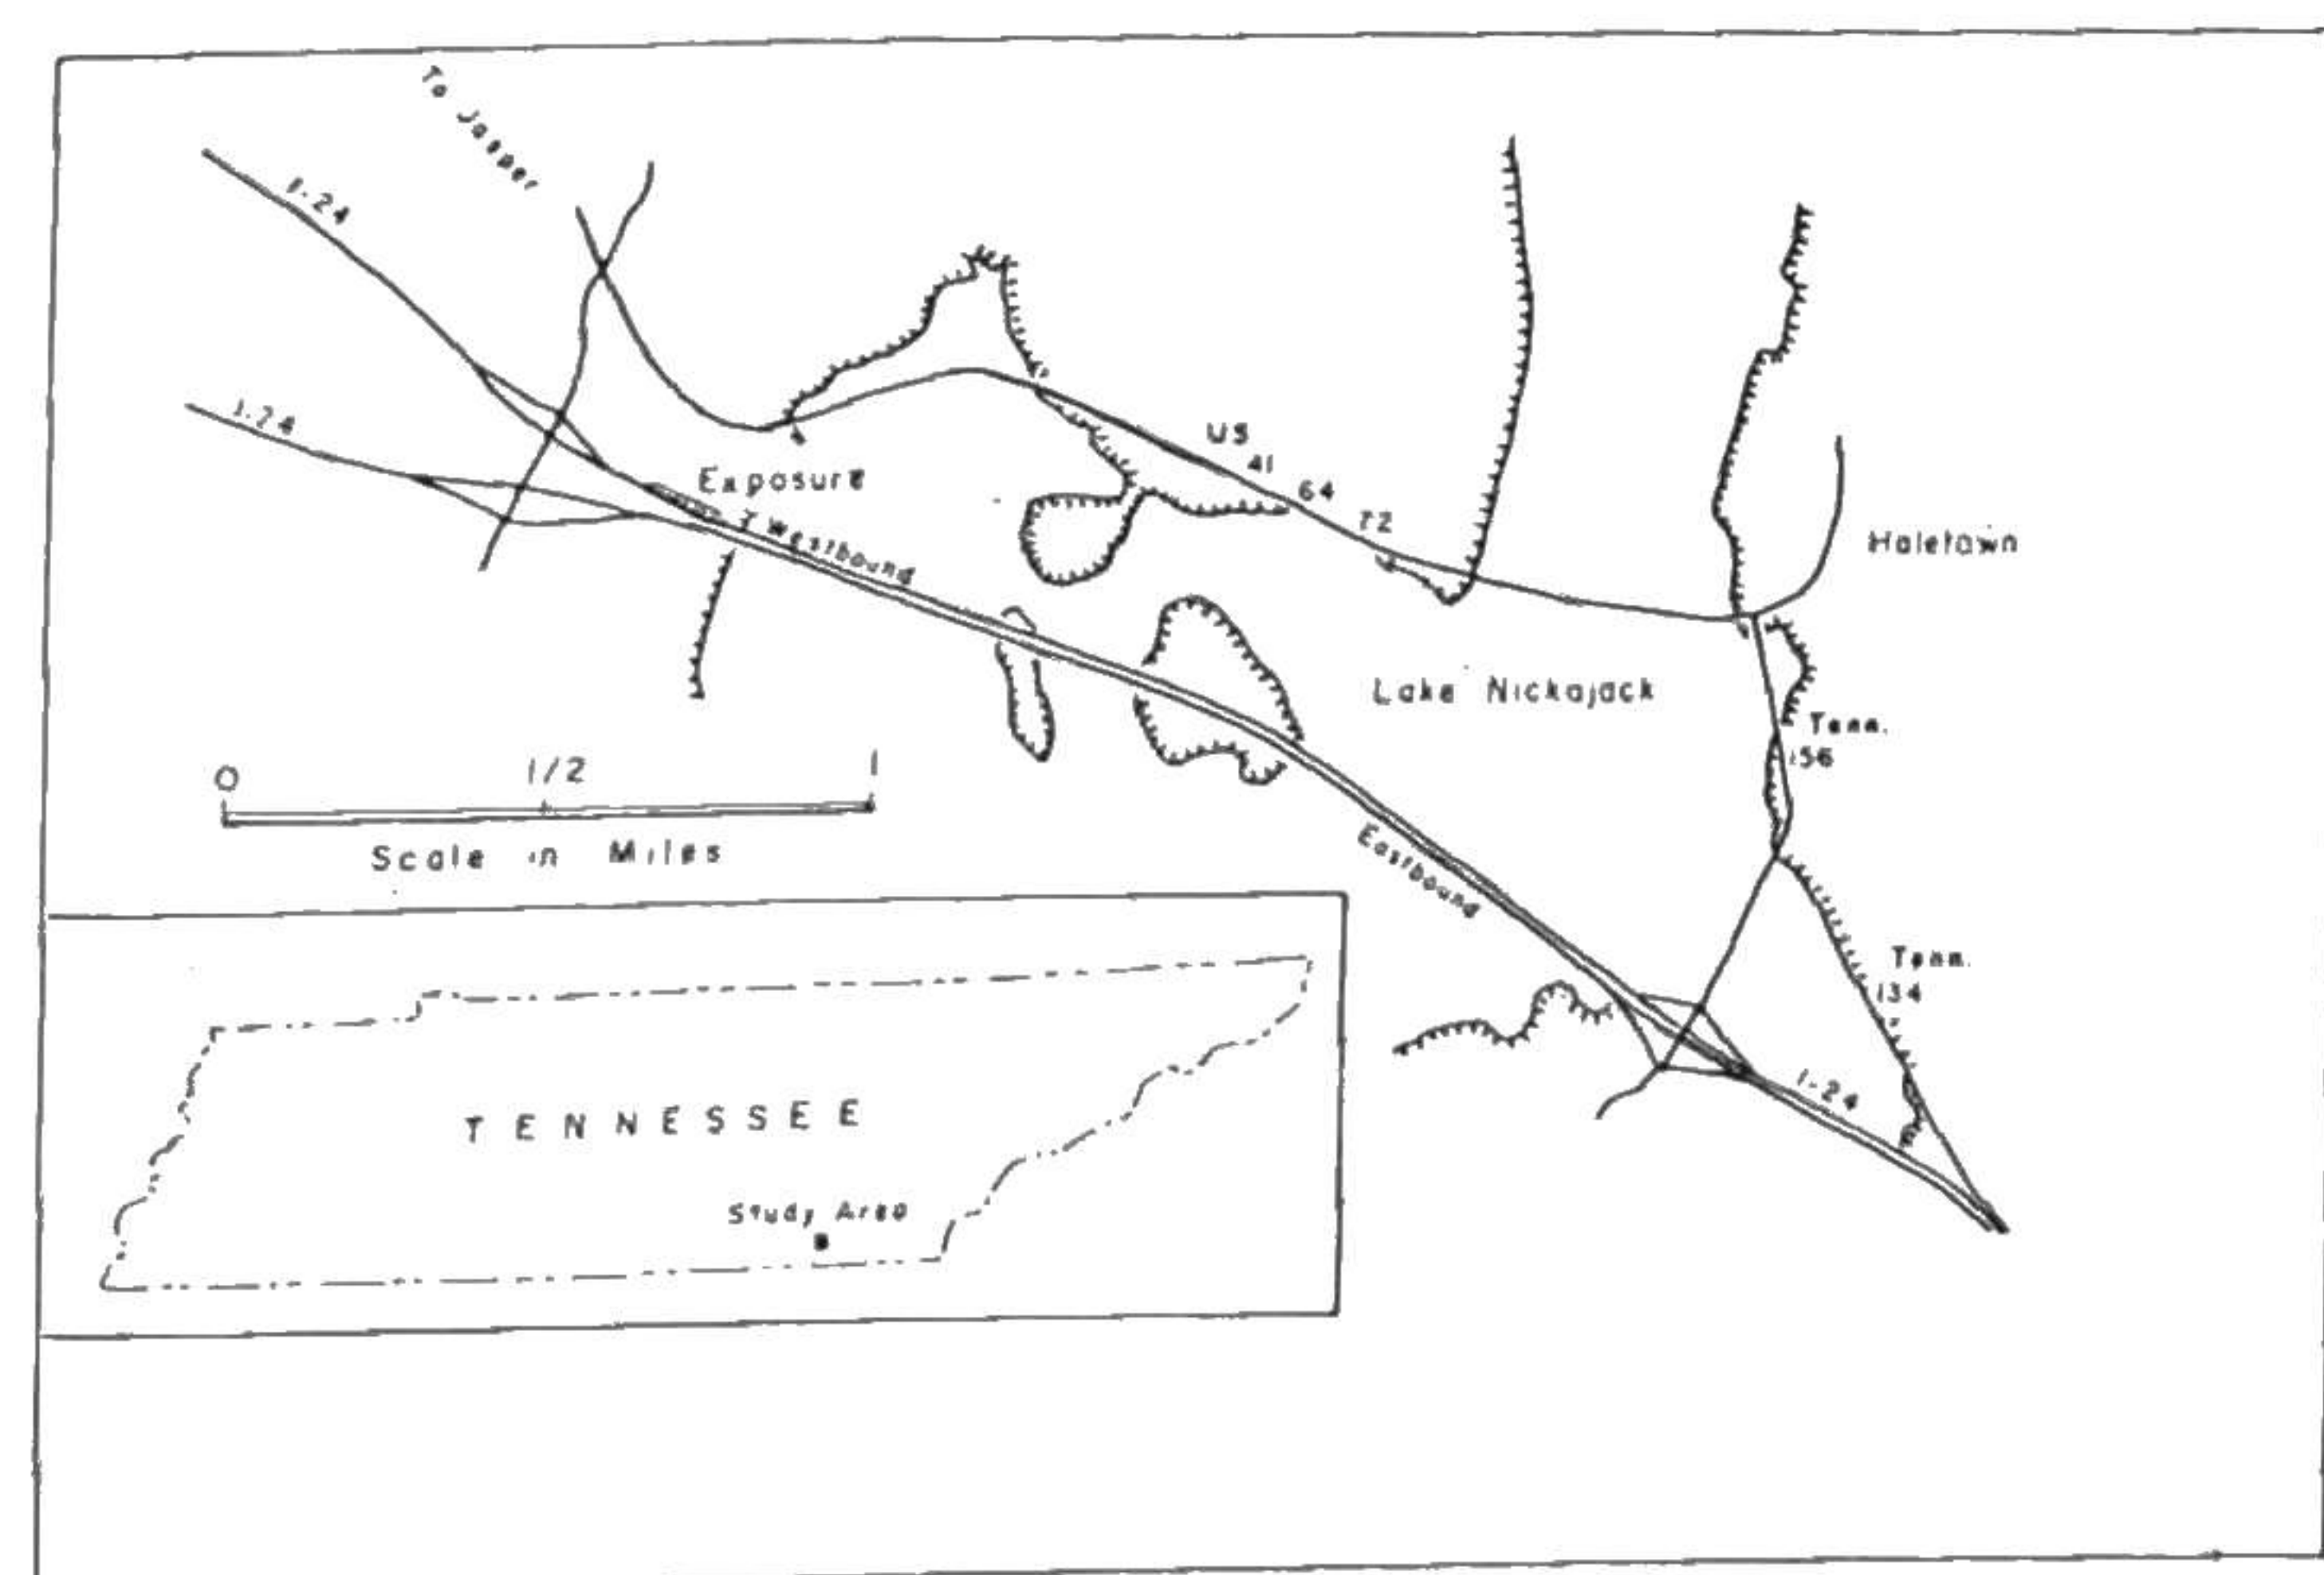 To Jasper
I-24
I-24
Exposure
Westbound
US
41
64
72
Haletown
Lake Nickajack
Tenn.
156
0 1/2 1
Scale in Miles
Eastbound
Tenn.
134
I-24
TENNESSEE
Study Area